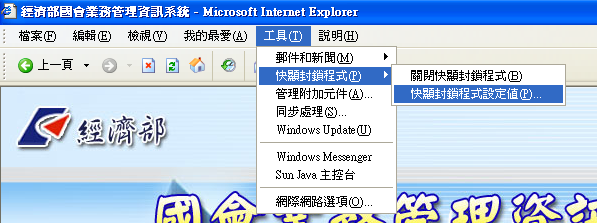 經濟部國會業務管理資訊系統 - Microsoft Internet Explorer
檔案(F) 編輯(E) 檢視(V) 我的最愛(A) 工具(T) 說明(H)
上一頁
郵件和新聞(M)
快顯封鎖程式(P)
關閉快顯封鎖程式(B)
管理附加元件(A)...
快顯封鎖程式設定值(P)...
同步處理(S)...
Windows Update(U)
經濟部
Windows Messenger
Sun Java 主控台
網際網路選項(O)...
國會業務管理資